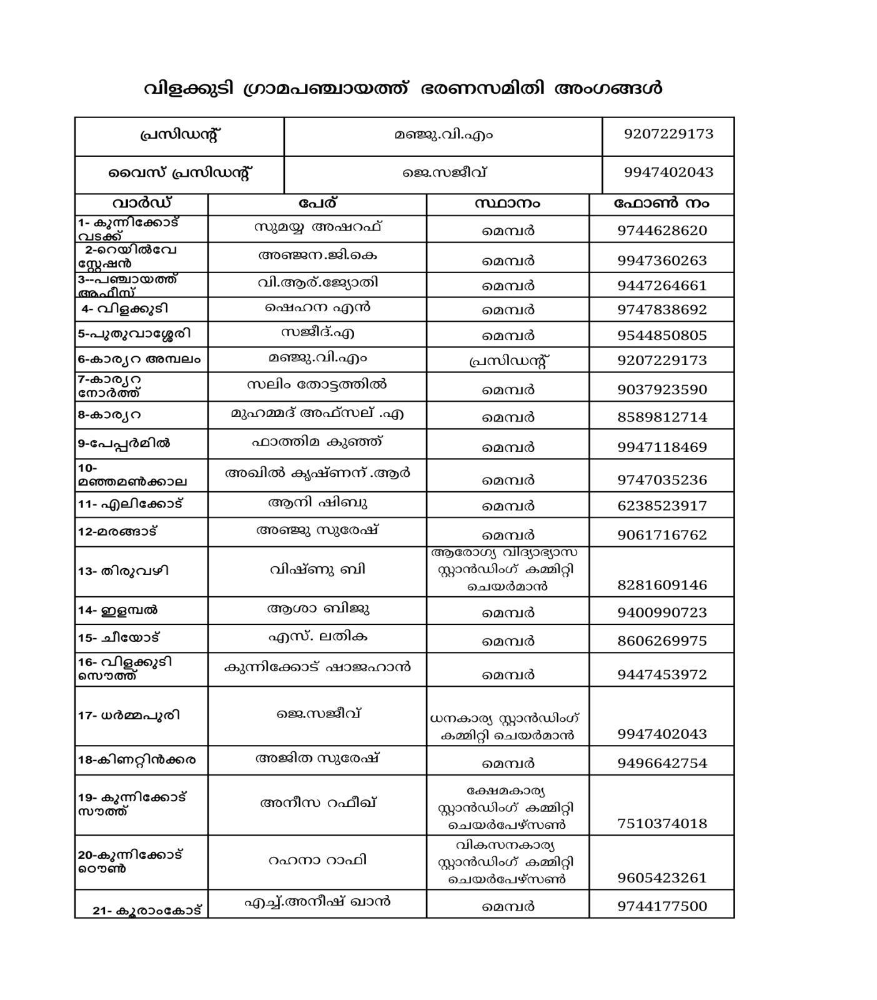 വിളക്കുടി ഗ്രാമപഞ്ചായത്ത് ഭരണസമിതി അംഗങ്ങൾ
പ്രസിഡന്റ് മഞ്ജു.വി.എം 9207229173
വൈസ് പ്രസിഡന്റ് ജെ.സജീവ് 9947402043
വാർഡ് പേര് സ്ഥാനം ഫോൺ നം
1- കുന്നിക്കോട്
വടക്ക് സുമയ്യ അഷറഫ് മെമ്പർ 9744628620
2-റെയിൽവേ
സ്റ്റേഷൻ അഞ്ജന.ജി.കെ മെമ്പർ 9947360263
3--പഞ്ചായത്ത്
ആഫീസ് വി.ആര്.ജ്യോതി മെമ്പർ 9447264661
4- വിളക്കുടി ഷെഹന എൻ മെമ്പർ 9747838692
5-പുതുവാശ്ശേരി സജീദ്.എ മെമ്പർ 9544850805
6-കാര്യറ അമ്പലം മഞ്ജു.വി.എം പ്രസിഡന്റ് 9207229173
7-കാര്യറ
നോർത്ത് സലിം തോട്ടത്തിൽ മെമ്പർ 9037923590
8-കാര്യറ മുഹമ്മദ് അഫ്സല് .എ മെമ്പർ 8589812714
9-പേപ്പർമിൽ ഫാത്തിമ കുഞ്ഞ് മെമ്പർ 9947118469
10-
മഞ്ഞമൺക്കാല അഖിൽ കൃഷ്ണന് .ആർ മെമ്പർ 9747035236
11- എലിക്കോട് ആനി ഷിബു മെമ്പർ 6238523917
12-മരങ്ങാട് അഞ്ജു സുരേഷ് മെമ്പർ 9061716762
13- തിരുവഴി വിഷ്ണു ബി ആരോഗ്യ വിദ്യാഭ്യാസ
സ്റ്റാൻഡിംഗ് കമ്മിറ്റി
ചെയർമാൻ 8281609146
14- ഇളമ്പൽ ആശാ ബിജു മെമ്പർ 9400990723
15- ചീയോട് എസ്. ലതിക മെമ്പർ 8606269975
16- വിളക്കുടി
സൌത്ത് കുന്നിക്കോട് ഷാജഹാൻ മെമ്പർ 9447453972
17- ധർമ്മപുരി ജെ.സജീവ് ധനകാര്യ സ്റ്റാൻഡിംഗ്
കമ്മിറ്റി ചെയർമാൻ 9947402043
18-കിണറ്റിൻക്കര അജിത സുരേഷ് മെമ്പർ 9496642754
19- കുന്നിക്കോട്
സൗത്ത് അനീസ റഫീഖ് ക്ഷേമകാര്യ
സ്റ്റാൻഡിംഗ് കമ്മിറ്റി
ചെയർപേഴ്സൺ 7510374018
20-കുന്നിക്കോട്
ഠൌൺ റഹനാ റാഫി വികസനകാര്യ
സ്റ്റാൻഡിംഗ് കമ്മിറ്റി
ചെയർപേഴ്സൺ 9605423261
21- കൂരാംകോട് എച്ച്.അനീഷ് ഖാൻ മെമ്പർ 9744177500